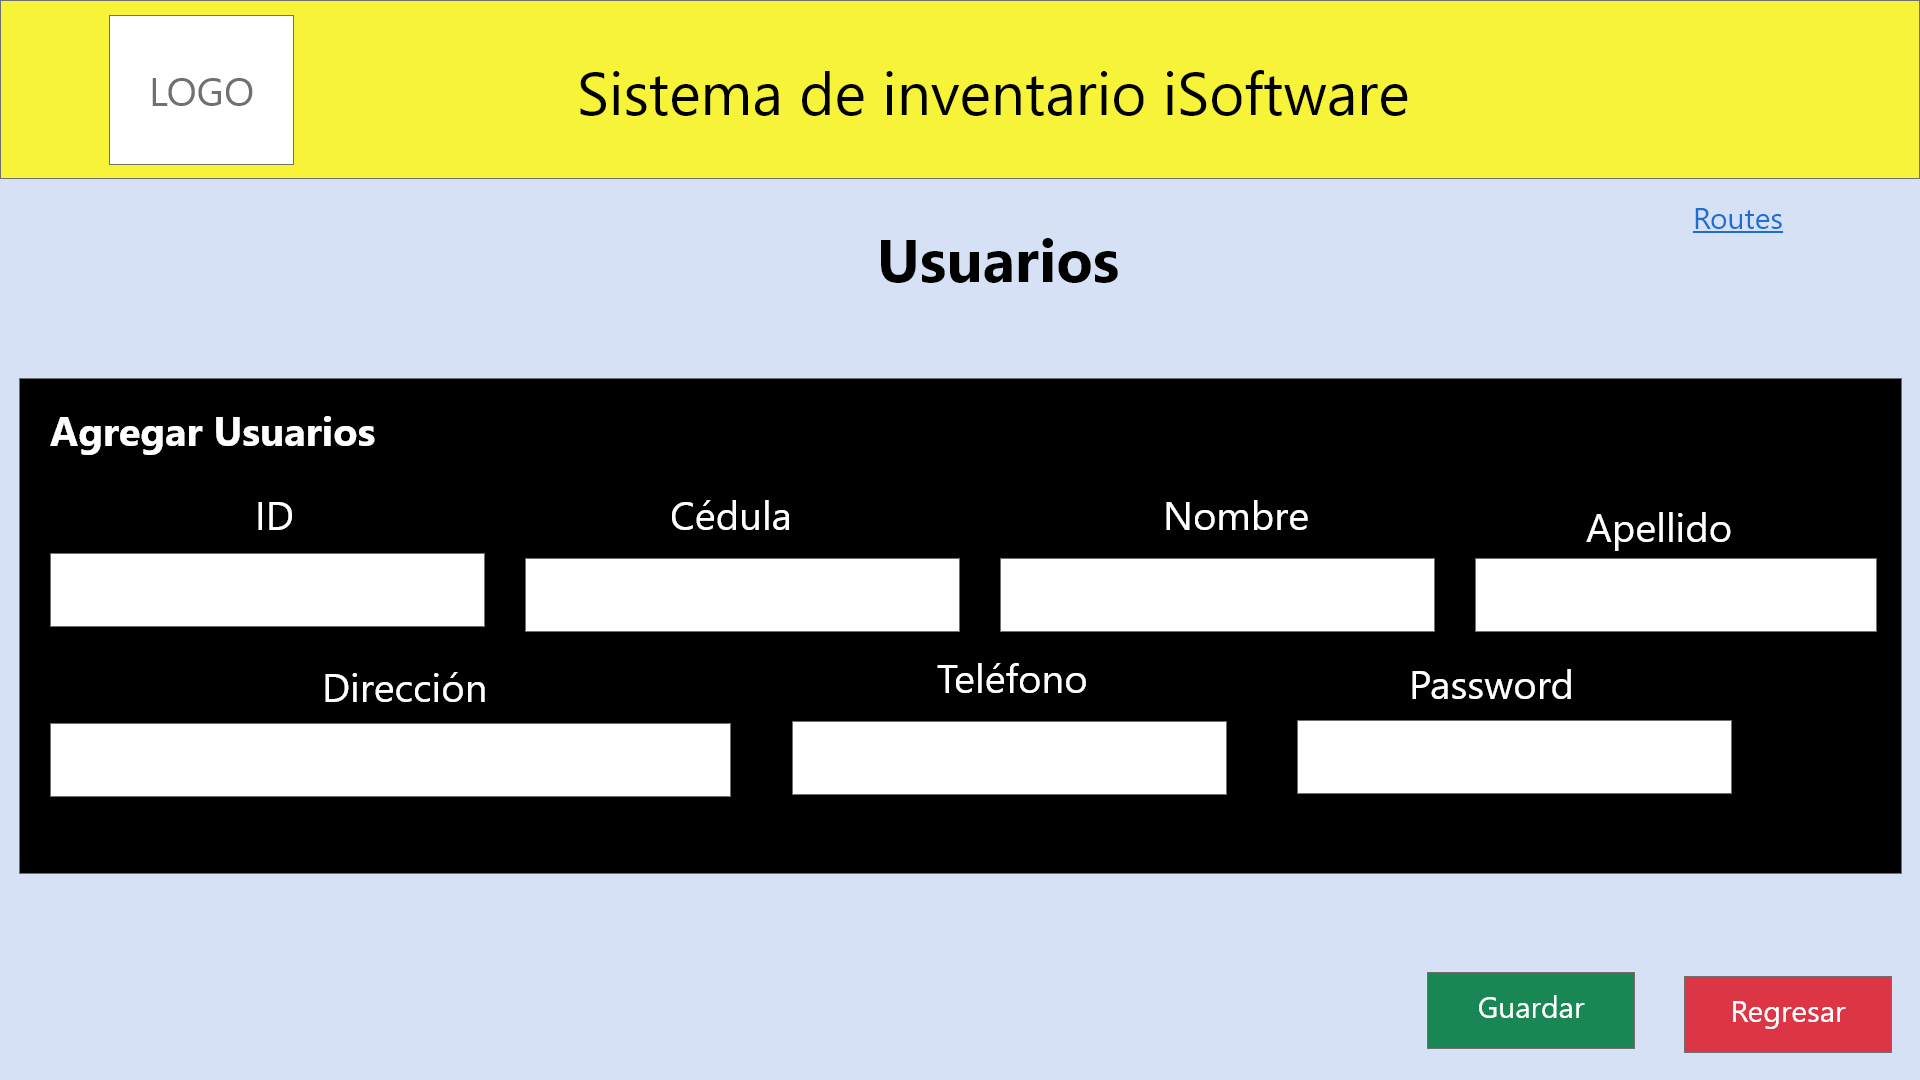 LOGO
Sistema de inventario iSoftware
Routes
Usuarios
Agregar Usuarios
ID
Cédula
Nombre
Apellido
Dirección
Teléfono
Password
Guardar
Regresar